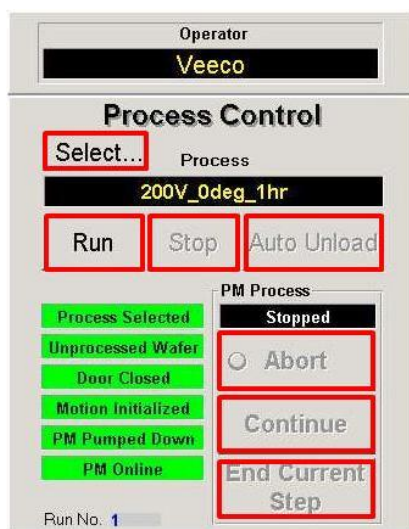 Operator
Veeco
Process Control
Select...
Process
200V_0deg_1hr
Run
Stop
Auto Unload
PM Process
Process Selected
Stopped
Unprocessed Wafer
Door Closed
Abort
Motion Initialized
Continue
PM Pumped Down
PM Online
End Current
Step
Run No. 1